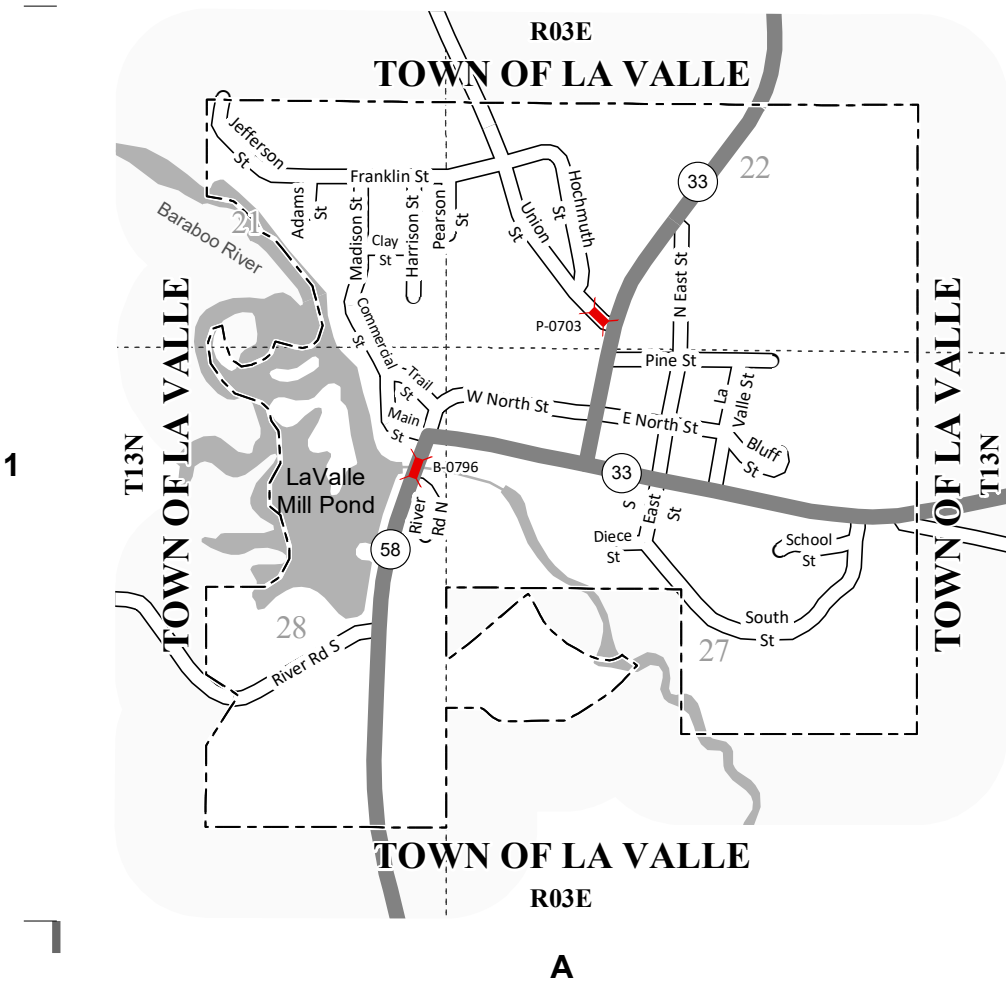 R03E
TOWN OF LA VALLE
Jefferson
St
Franklin St
33
22
Adams
St
Madison St
Harrison St
Pearson
St
Hochmuth
St
Union
St
21
Baraboo River
Clay
St
N East St
P-0703
Commercial
St
Pine St
Trail
St
W North St
E North St
La
Valle St
Main
St
Bluff
St
TOWN OF LA VALLE
T13N
TOWN OF LA VALLE
T13N
1
LaValle
Mill Pond
B-0796
33
River
Rd N
S
East
St
58
Diece
St
School
St
South
St
28
27
River Rd S
TOWN OF LA VALLE
R03E
A